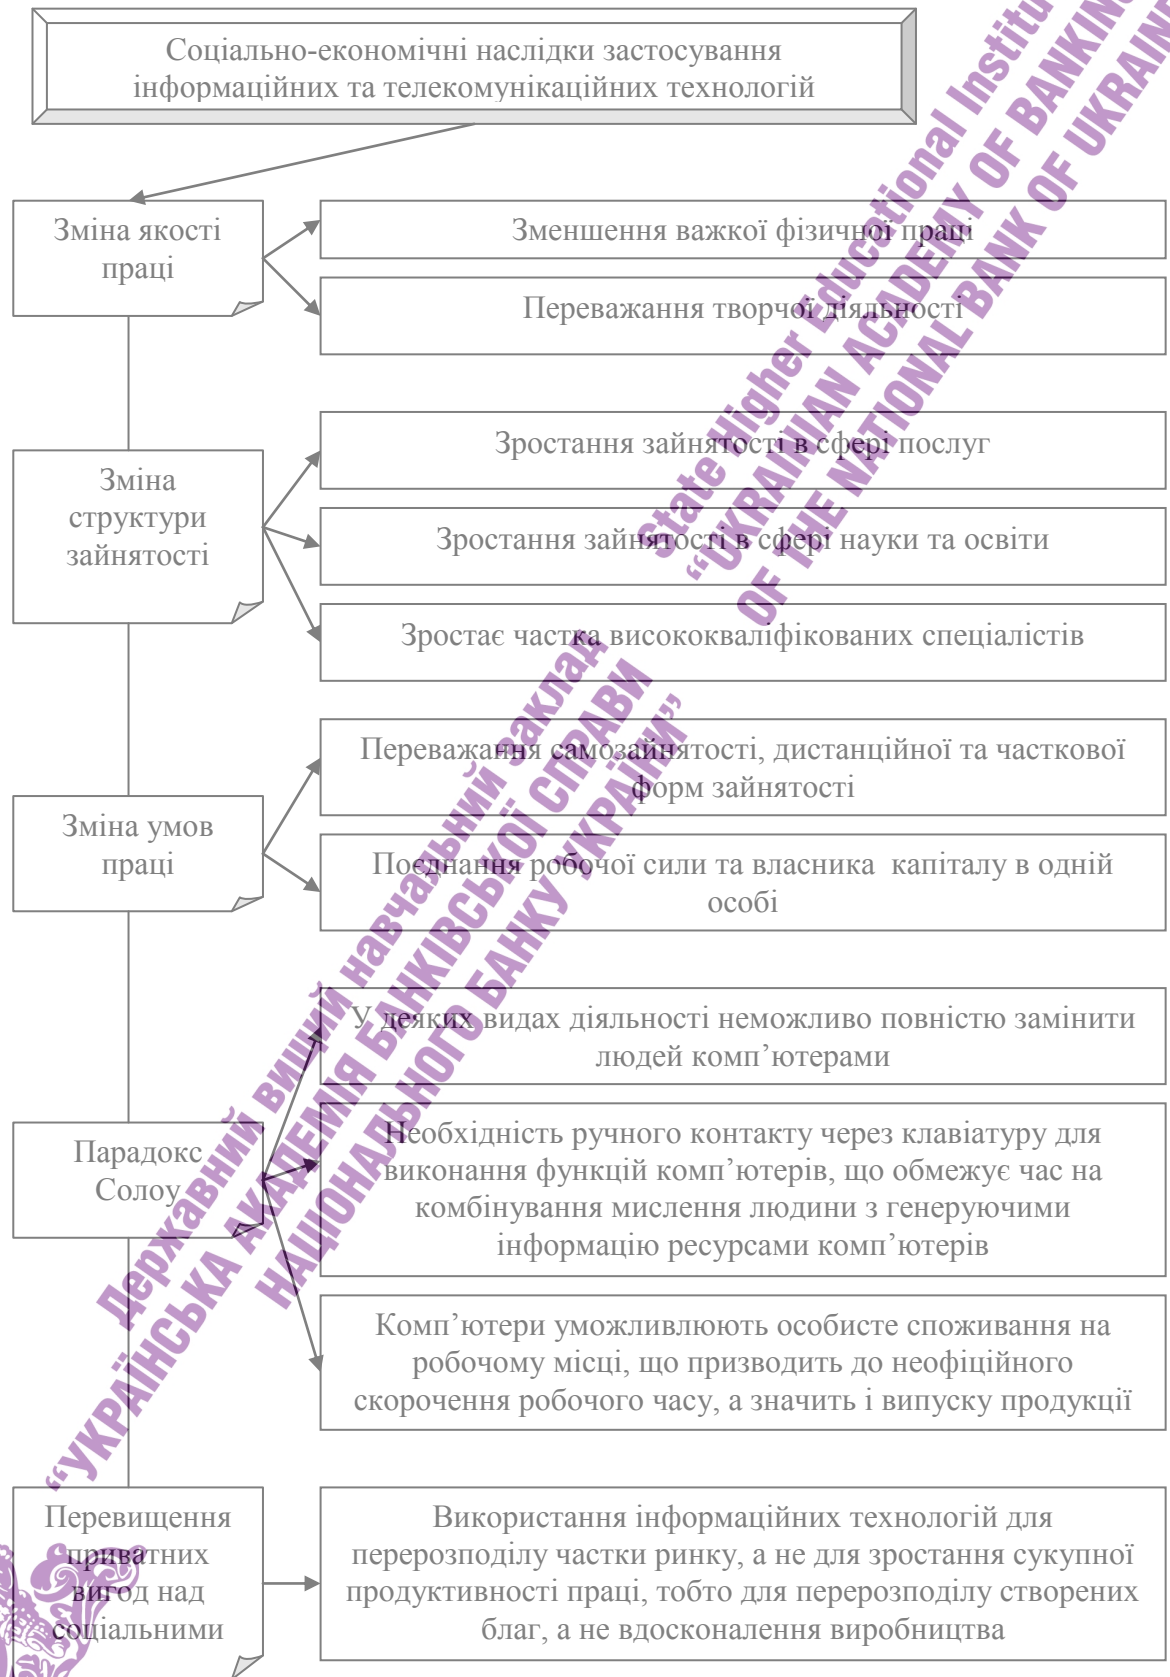 Соціально-економічні наслідки застосування
інформаційних та телекомунікаційних технологій
Зміна якості
праці
Зменшення важкої фізичної праці
Переважання творчої діяльності
Зміна
структури
зайнятості
Зростання зайнятості в сфері послуг
Зростання зайнятості в сфері науки та освіти
Зростає частка висококваліфікованих спеціалістів
Зміна умов
праці
Переважання самозайнятості, дистанційної та часткової
форм зайнятості
Поєднання робочої сили та власника  капіталу в одній
особі
Парадокс
Солоу
У деяких видах діяльності неможливо повністю замінити
людей комп’ютерами
Необхідність ручного контакту через клавіатуру для
виконання функцій комп’ютерів, що обмежує час на
комбінування мислення людини з генеруючими
інформацію ресурсами комп’ютерів
Комп’ютери уможливлюють особисте споживання на
робочому місці, що призводить до неофіційного
скорочення робочого часу, а значить і випуску продукції
Перевищення
приватних
вигод над
соціальними
Використання інформаційних технологій для
перерозподілу частки ринку, а не для зростання сукупної
продуктивності праці, тобто для перерозподілу створених
благ, а не вдосконалення виробництва
Державний вищий навчальний заклад
“УКРАЇНСЬКА АКАДЕМІЯ БАНКІВСЬКОЇ СПРАВИ
НАЦІОНАЛЬНОГО БАНКУ УКРАЇНИ”
State Higher Educational
“UKRAINIAN ACADEMY OF BANKING
OF THE NATIONAL BANK OF UKRAINE